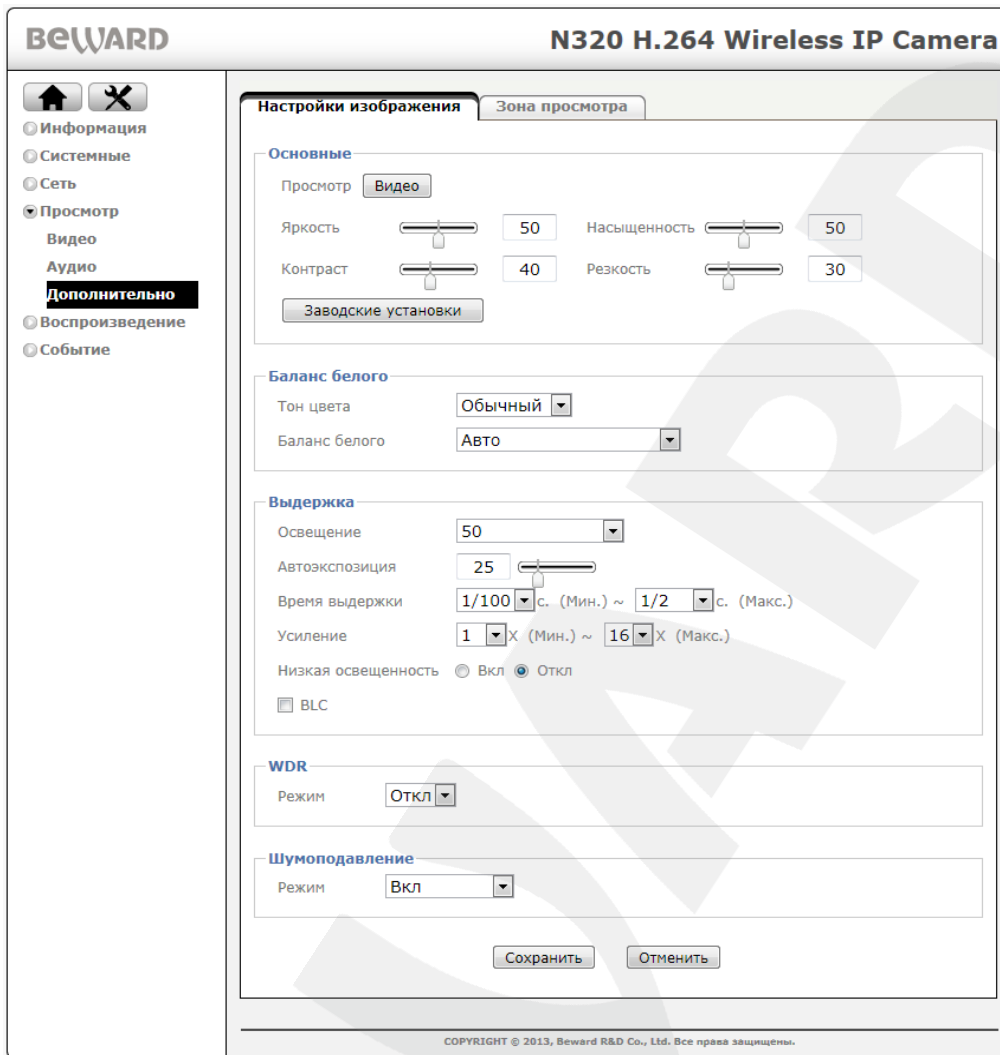 BEWARD
N320 H.264 Wireless IP Camera
Информация
Системные
Сеть
Просмотр
Видео
Аудио
Дополнительно
Воспроизведение
Событие
Настройки изображения Зона просмотра
Основные
Просмотр Видео
Яркость 50 Насыщенность 50
Контраст 40 Резкость 30
Заводские установки
Баланс белого
Тон цвета Обычный
Баланс белого Авто
Выдержка
Освещение 50
Автоэкспозиция 25
Время выдержки 1/100 с. (Мин.) ~ 1/2 с. (Макс.)
Усиление 1 X (Мин.) ~ 16 X (Макс.)
Низкая освещенность Вкл Откл
BLC
WDR
Режим Откл
Шумоподавление
Режим Вкл
Сохранить Отменить
COPYRIGHT © 2013, Beward R&D Co., Ltd. Все права защищены.